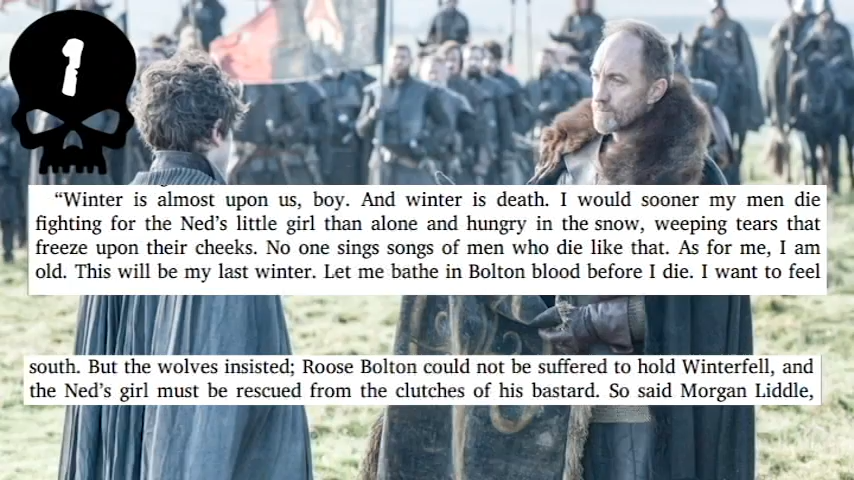 1
“Winter is almost upon us, boy. And winter is death. I would sooner my men die
fighting for the Ned’s little girl than alone and hungry in the snow, weeping tears that
freeze upon their cheeks. No one sings songs of men who die like that. As for me, I am
old. This will be my last winter. Let me bathe in Bolton blood before I die. I want to feel
south. But the wolves insisted; Roose Bolton could not be suffered to hold Winterfell, and
the Ned’s girl must be rescued from the clutches of his bastard. So said Morgan Liddle,